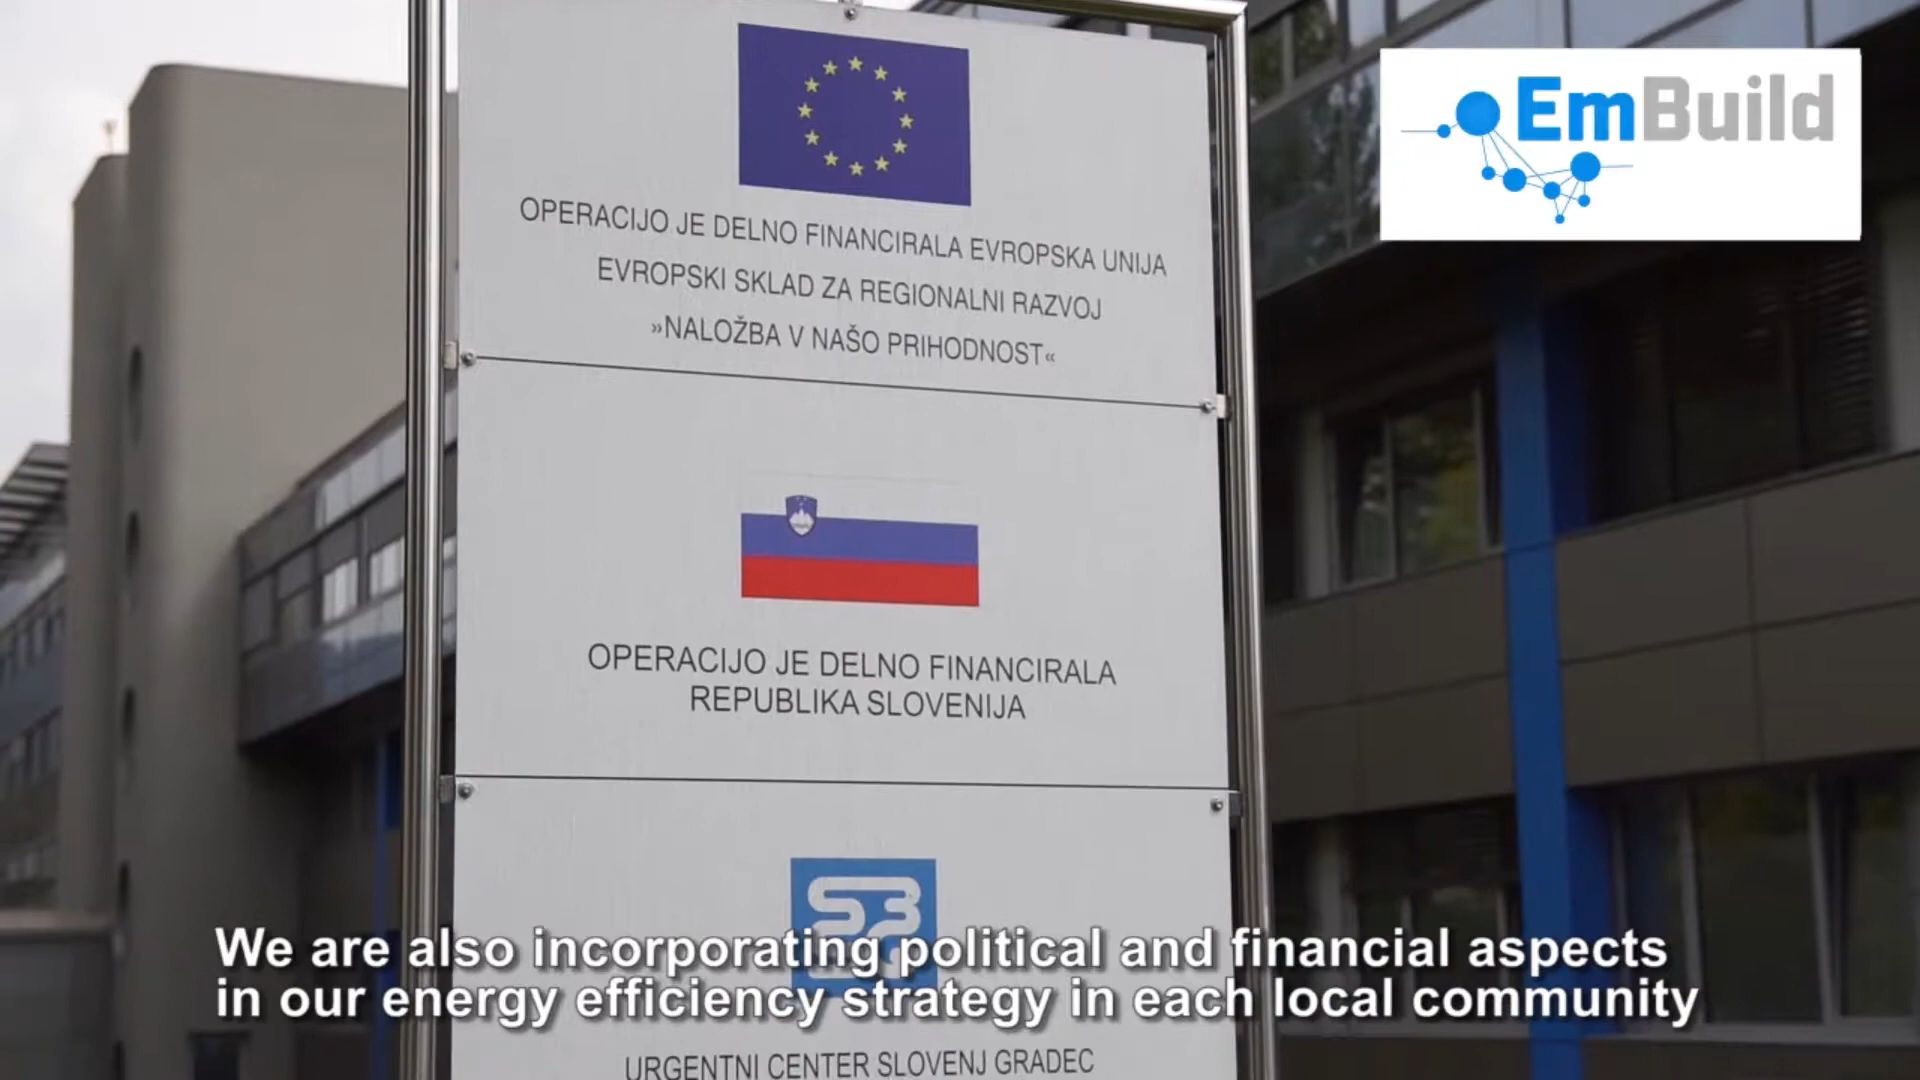 EmBuild
OPERACIJO JE DELNO FINANCIRALA EVROPSKA UNIJA
EVROPSKI SKLAD ZA REGIONALNI RAZVOJ
»NALOŽBA V NAŠO PRIHODNOST«
OPERACIJO JE DELNO FINANCIRALA
REPUBLIKA SLOVENIJA
We are also incorporating political and financial aspects
in our energy efficiency strategy in each local community
URGENTNI CENTER SLOVENJ GRADEC